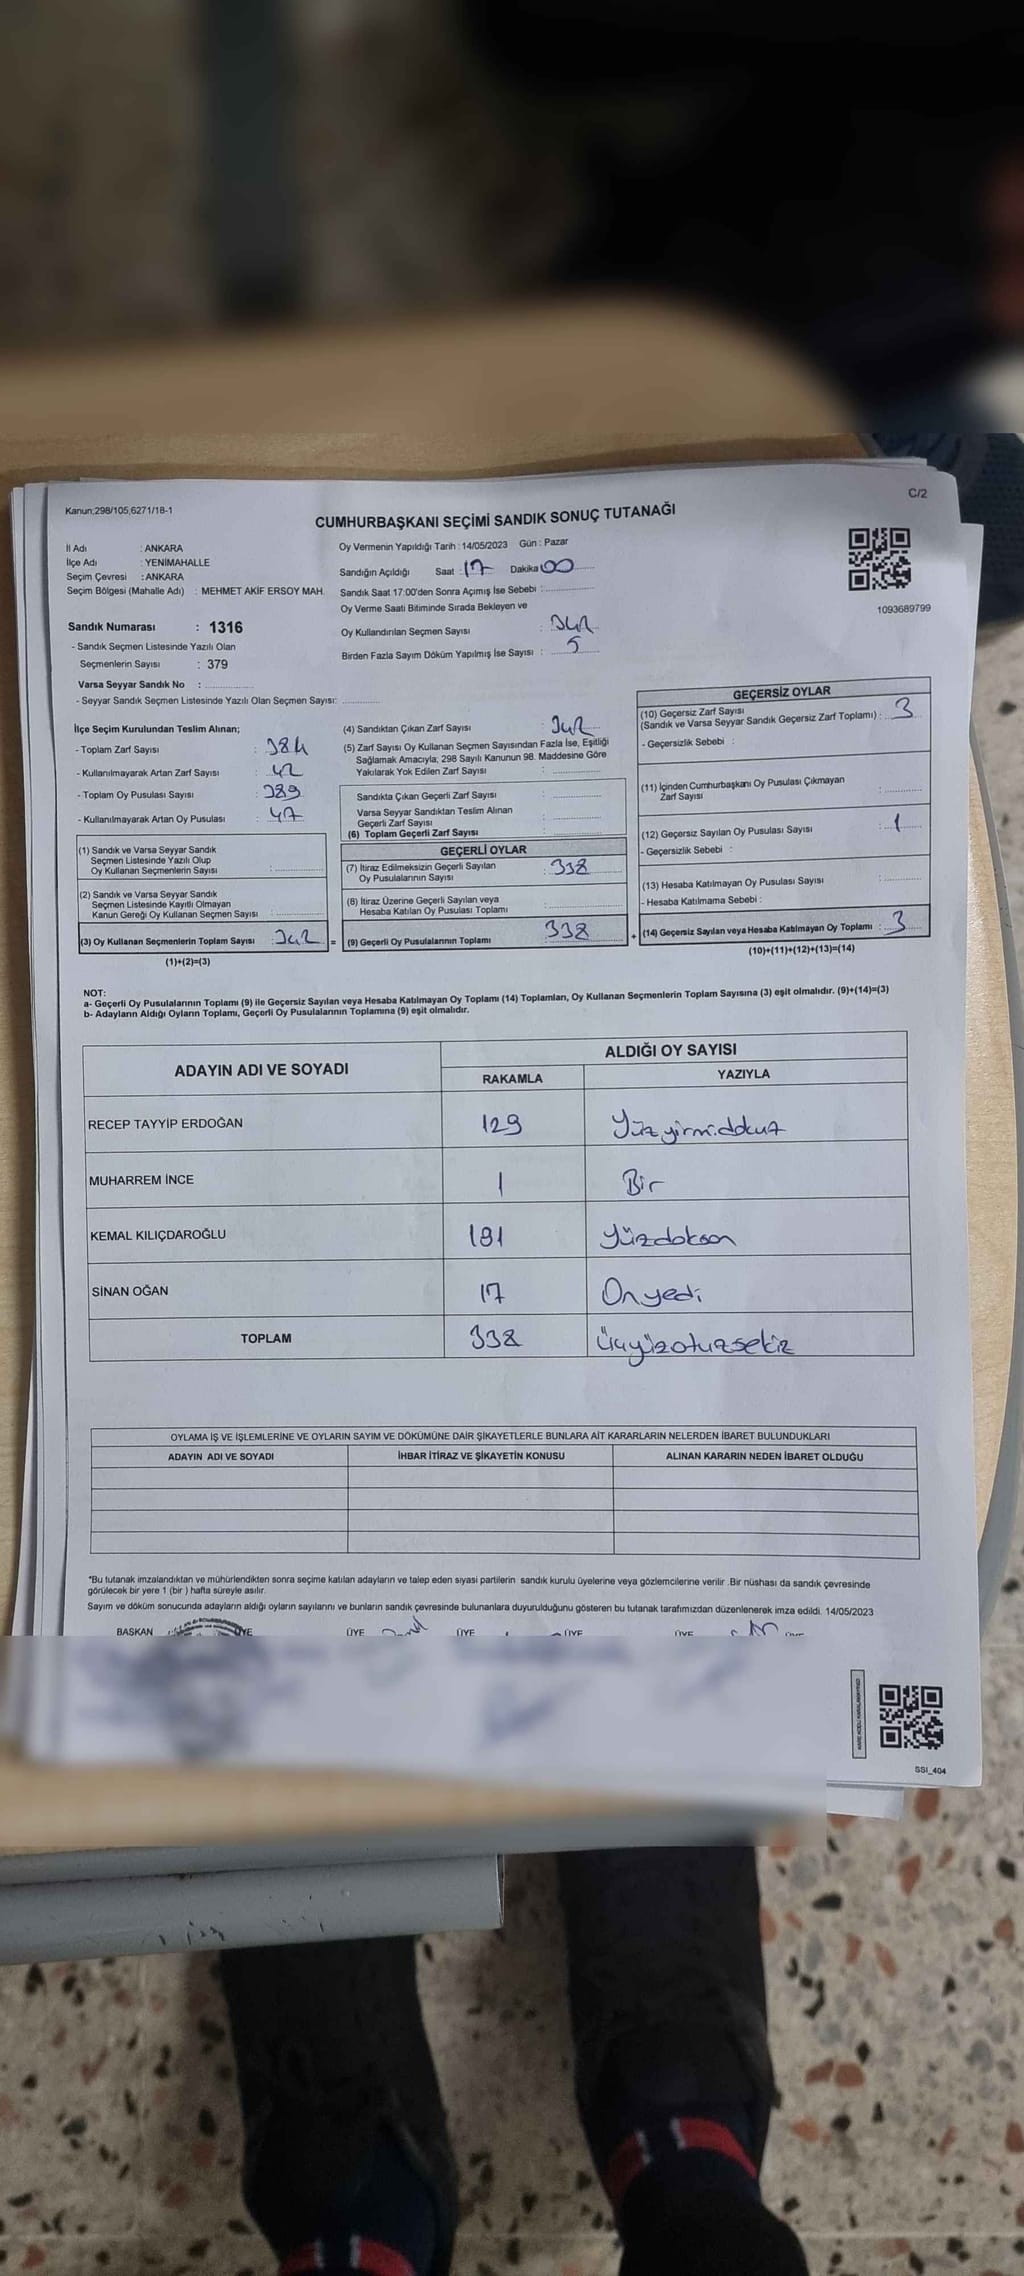 Kanun;298/105,6271/18-1
C/2
CUMHURBAŞKANI SEÇİMİ SANDIK SONUÇ TUTANAĞI
İl Adı : ANKARA
İlçe Adı : YENİMAHALLE
Seçim Çevresi : ANKARA
Seçim Bölgesi (Mahalle Adı) : MEHMET AKİF ERSOY MAH.
Oy Vermenin Yapıldığı Tarih : 14/05/2023 Gün : Pazar
Sandığın Açıldığı Saat : 17 Dakika 00
Sandık Saat 17:00'den Sonra Açımış İse Sebebi :
Oy Verme Saati Bitiminde Sırada Bekleyen ve
Oy Kullandırılan Seçmen Sayısı : 342
Birden Fazla Sayım Döküm Yapılmış İse Sayısı : 5
1093689799
Sandık Numarası : 1316
- Sandık Seçmen Listesinde Yazılı Olan
Seçmenlerin Sayısı : 379
Varsa Seyyar Sandık No :
- Seyyar Sandık Seçmen Listesinde Yazılı Olan Seçmen Sayısı:
İlçe Seçim Kurulundan Teslim Alınan;
- Toplam Zarf Sayısı : 384
- Kullanılmayarak Artan Zarf Sayısı : 42
- Toplam Oy Pusulası Sayısı : 389
- Kullanılmayarak Artan Oy Pusulası : 47
(1) Sandık ve Varsa Seyyar Sandık
Seçmen Listesinde Yazılı Olup
Oy Kullanan Seçmenlerin Sayısı :
(2) Sandık ve Varsa Seyyar Sandık
Seçmen Listesinde Kayıtlı Olmayan
Kanun Gereği Oy Kullanan Seçmen Sayısı :
(3) Oy Kullanan Seçmenlerin Toplam Sayısı : 342 =
(1)+(2)=(3)
(4) Sandıktan Çıkan Zarf Sayısı : 342
(5) Zarf Sayısı Oy Kullanan Seçmen Sayısından Fazla İse, Eşitliği
Sağlamak Amacıyla; 298 Sayılı Kanunun 98. Maddesine Göre
Yakılarak Yok Edilen Zarf Sayısı :
Sandıkta Çıkan Geçerli Zarf Sayısı :
Varsa Seyyar Sandıktan Teslim Alınan
Geçerli Zarf Sayısı :
(6) Toplam Geçerli Zarf Sayısı :
GEÇERLİ OYLAR
(7) İtiraz Edilmeksizin Geçerli Sayılan
Oy Pusulalarının Sayısı : 338
(8) İtiraz Üzerine Geçerli Sayılan veya
Hesaba Katılan Oy Pusulası Toplamı :
(9) Geçerli Oy Pusulalarının Toplamı : 338 +
GEÇERSİZ OYLAR
(10) Geçersiz Zarf Sayısı
(Sandık ve Varsa Seyyar Sandık Geçersiz Zarf Toplamı) : 3
- Geçersizlik Sebebi :
(11) İçinden Cumhurbaşkanı Oy Pusulası Çıkmayan
Zarf Sayısı :
(12) Geçersiz Sayılan Oy Pusulası Sayısı : 1
- Geçersizlik Sebebi :
(13) Hesaba Katılmayan Oy Pusulası Sayısı :
- Hesaba Katılmama Sebebi :
(14) Geçersiz Sayılan veya Hesaba Katılmayan Oy Toplamı : 3
(10)+(11)+(12)+(13)=(14)
NOT:
a- Geçerli Oy Pusulalarının Toplamı (9) ile Geçersiz Sayılan veya Hesaba Katılmayan Oy Toplamı (14) Toplamları, Oy Kullanan Seçmenlerin Toplam Sayısına (3) eşit olmalıdır. (9)+(14)=(3)
b- Adayların Aldığı Oyların Toplamı, Geçerli Oy Pusulalarının Toplamına (9) eşit olmalıdır.
ADAYIN ADI VE SOYADI ALDIĞI OY SAYISI
RAKAMLA YAZIYLA
RECEP TAYYİP ERDOĞAN 129 Yüzyirmidokuz
MUHARREM İNCE 1 Bir
KEMAL KILIÇDAROĞLU 191 Yüzdoksan
SİNAN OĞAN 17 Onyedi
TOPLAM 338 Üçyüzotuzsekiz
OYLAMA İŞ VE İŞLEMLERİNE VE OYLARIN SAYIM VE DÖKÜMÜNE DAİR ŞİKAYETLERLE BUNLARA AİT KARARLARIN NELERDEN İBARET BULUNDUKLARI
ADAYIN ADI VE SOYADI İHBAR İTİRAZ VE ŞİKAYETİN KONUSU ALINAN KARARIN NEDEN İBARET OLDUĞU
*Bu tutanak imzalandıktan ve mühürlendikten sonra seçime katılan adayların ve talep eden siyasi partilerin sandık kurulu üyelerine veya gözlemcilerine verilir .Bir nüshası da sandık çevresinde
görülecek bir yere 1 (bir ) hafta süreyle asılır.
Sayım ve döküm sonucunda adayların aldığı oyların sayılarını ve bunların sandık çevresinde bulunanlara duyurulduğunu gösteren bu tutanak tarafımızdan düzenlenerek imza edildi. 14/05/2023
BAŞKAN ÜYE ÜYE ÜYE ÜYE ÜYE
SSI_404